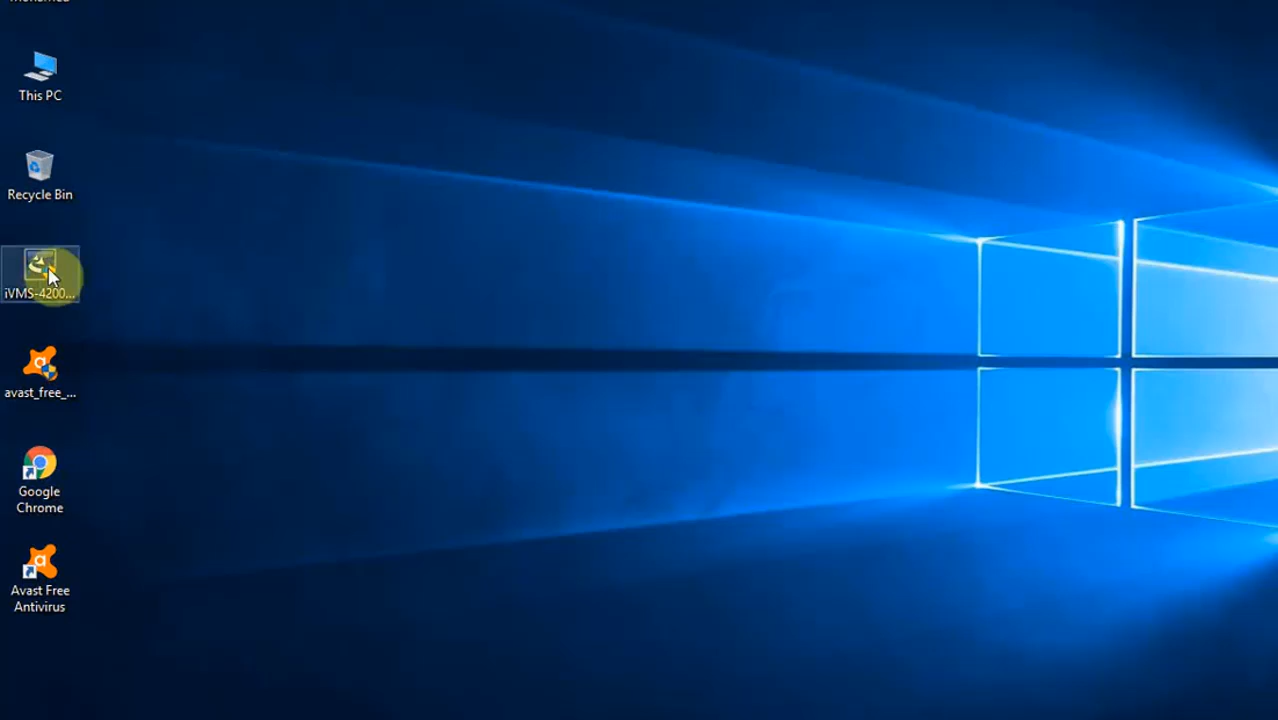 This PC
Recycle Bin
iVMS-4200...
avast_free_...
Google
Chrome
Avast Free
Antivirus